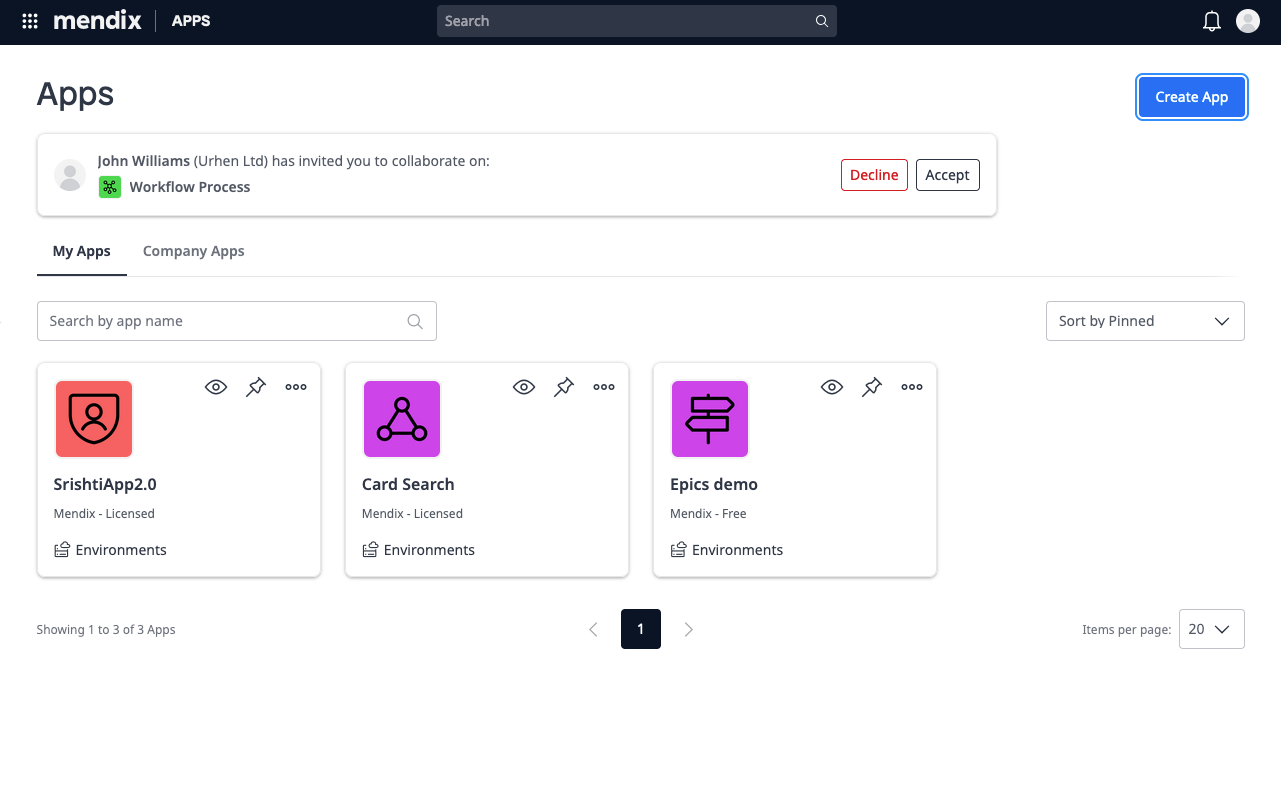 mendix APPS Search
Apps
Create App
John Williams (Urhen Ltd) has invited you to collaborate on:
Workflow Process
Decline Accept
My Apps Company Apps
Search by app name Sort by Pinned
SrishtiApp2.0
Mendix - Licensed
Environments
Card Search
Mendix - Licensed
Environments
Epics demo
Mendix - Free
Environments
Showing 1 to 3 of 3 Apps 1 Items per page: 20